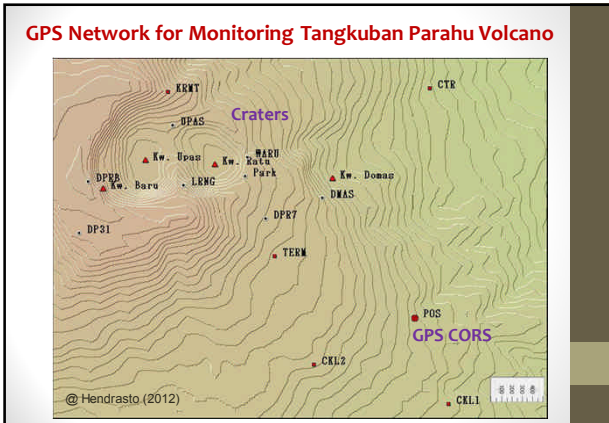 GPS Network for Monitoring Tangkuban Parahu Volcano
KRMT
CTR
Craters
UPAS
Kw. Upas
WARU
Kw. Ratu
Park
Kw. Domas
DPRB
LRNG
Kw. Baru
DMAS
DPR7
DP31
TERM
POS
GPS CORS
CKL2
@ Hendrasto (2012)
CKL1